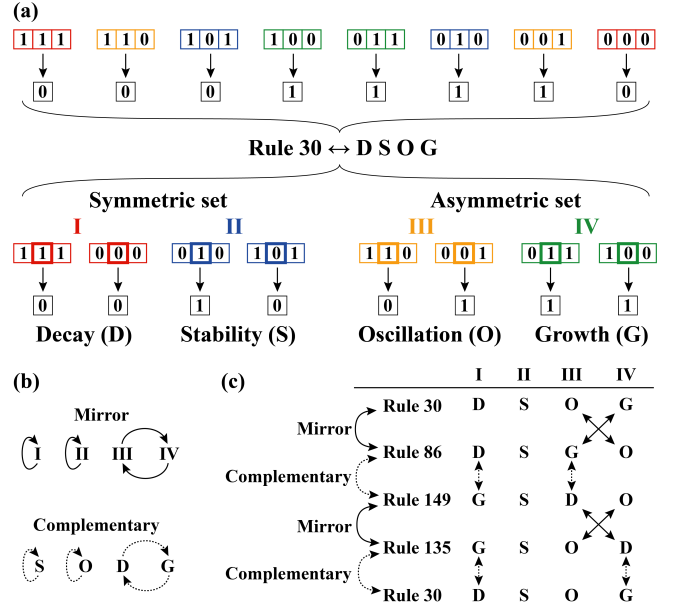 (a)
1 1 1 1 1 0 1 0 1 1 0 0 0 1 1 0 1 0 0 0 1 0 0 0
0 0 0 1 1 1 1 0
Rule 30 ↔ D S O G
Symmetric set Asymmetric set
I II III IV
1 1 1 0 0 0 0 1 0 1 0 1 1 1 0 0 0 1 0 1 1 1 0 0
0 0 1 0 0 1 1 1
Decay (D) Stability (S) Oscillation (O) Growth (G)
(b)
Mirror
I II III IV
Complementary
S O D G
(c)
I II III IV
Rule 30 D S O G
Mirror
Rule 86 D S G O
Complementary
Rule 149 G S D O
Mirror
Rule 135 G S O D
Complementary
Rule 30 D S O G